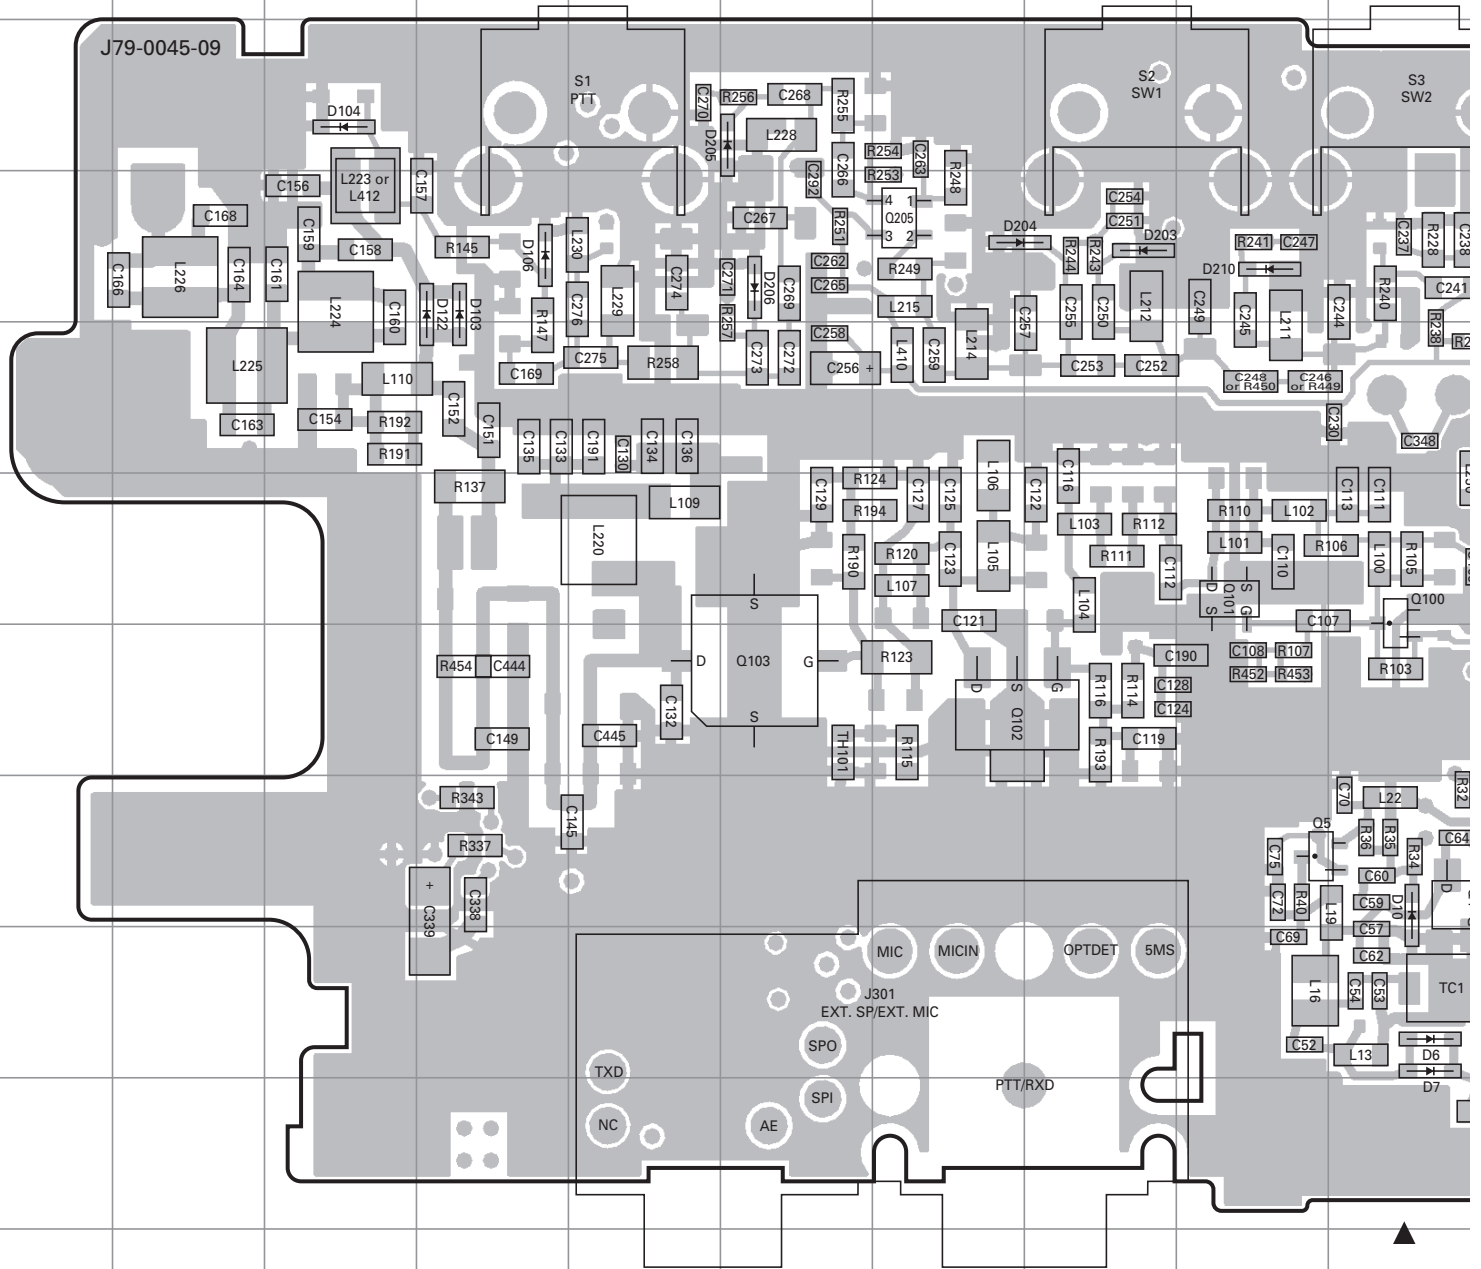 J79-0045-09
S1
PTT
S2
SW1
S3
SW2
C270
R256
C268
R255
D104
D205
L228
L223 or
L412
C156
C157
C292
C266
R254
C263
R253
R248
C168
C159
C158
R145
D106
L230
C267
R251
4
1
Q205
3
2
C254
C251
D204
R244
R243
D203
R241
C247
C237
R228
C238
C166
L226
C164
C161
L224
C160
D122
D103
R147
C276
L229
C274
C271
D206
C269
C262
C265
R249
L215
D210
R240
C241
C257
C255
C250
L212
C249
C245
L211
C244
R238
R2
L225
R257
C258
L410
C259
L214
C275
R258
C273
C272
C256 +
C253
C252
C248
or R450
C246
or R449
L110
C169
C163
C154
R192
C152
C151
R191
C135
C133
C191
C130
C134
C136
C230
C348
R137
L220
L109
C129
R124
R194
C127
C125
L106
C122
C116
L103
R112
R110
L102
C113
C111
R190
R120
L107
C123
L105
R111
C112
L101
C110
R106
L100
R105
L104
D
S
Q101
S
G
Q100
S
D
Q103
G
S
C121
C107
R454
C444
R123
D
S
G
Q102
C190
C108
R107
R452
R453
R103
R116
R114
C128
C124
C132
C149
C445
TH101
R115
R193
C119
R343
C145
C70
L22
R32
R337
Q5
C75
R36
R35
R34
C64
C60
D
+
C339
C338
C72
R40
L19
C59
D10
C57
C69
C62
MIC
MICIN
OPTDET
5MS
L16
C54
C53
TC1
J301
EXT. SP/EXT. MIC
SPO
C52
L13
D6
D7
TXD
PTT/RXD
SPI
NC
AE